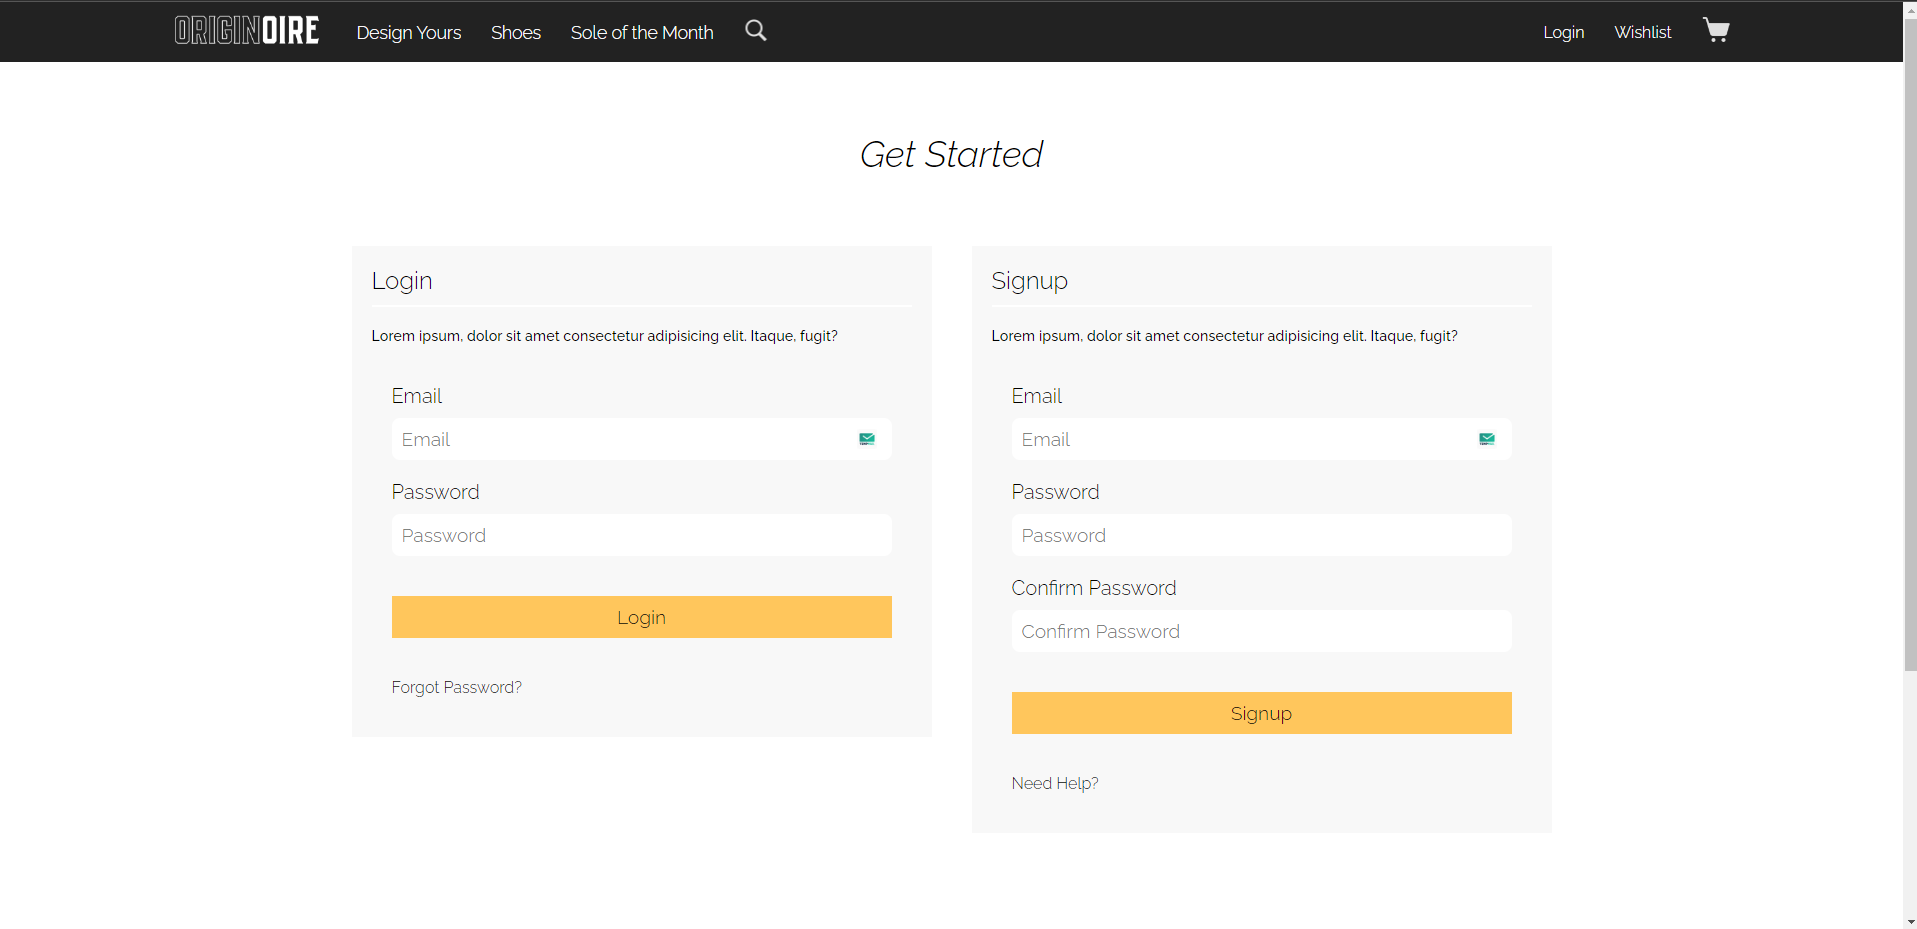 ORIGINOIRE Design Yours Shoes Sole of the Month Login Wishlist
Get Started
Login
Lorem ipsum, dolor sit amet consectetur adipisicing elit. Itaque, fugit?
Email
Email
Password
Password
Login
Forgot Password?
Signup
Lorem ipsum, dolor sit amet consectetur adipisicing elit. Itaque, fugit?
Email
Email
Password
Password
Confirm Password
Confirm Password
Signup
Need Help?